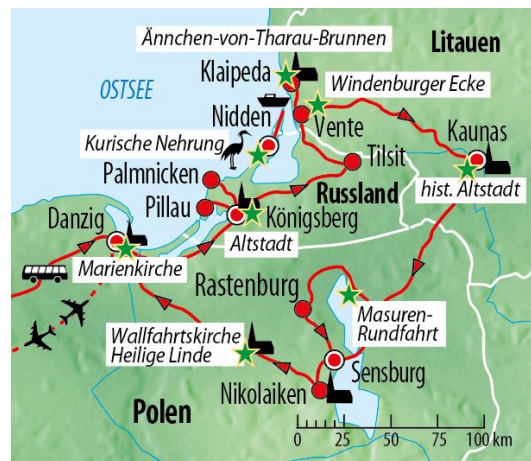 Ännchen-von-Tharau-Brunnen
Litauen
Klaipeda
OSTSEE
Windenburger Ecke
Nidden
Vente
Kaunas
Kurische Nehrung
Tilsit
Palmnicken
Russland
hist. Altstadt
Pillau
Königsberg
Danzig
Altstadt
Marienkirche
Rastenburg
Masuren-
Rundfahrt
Wallfahrtskirche
Heilige Linde
Sensburg
Nikolaiken
Polen
0 25 50 75 100 km